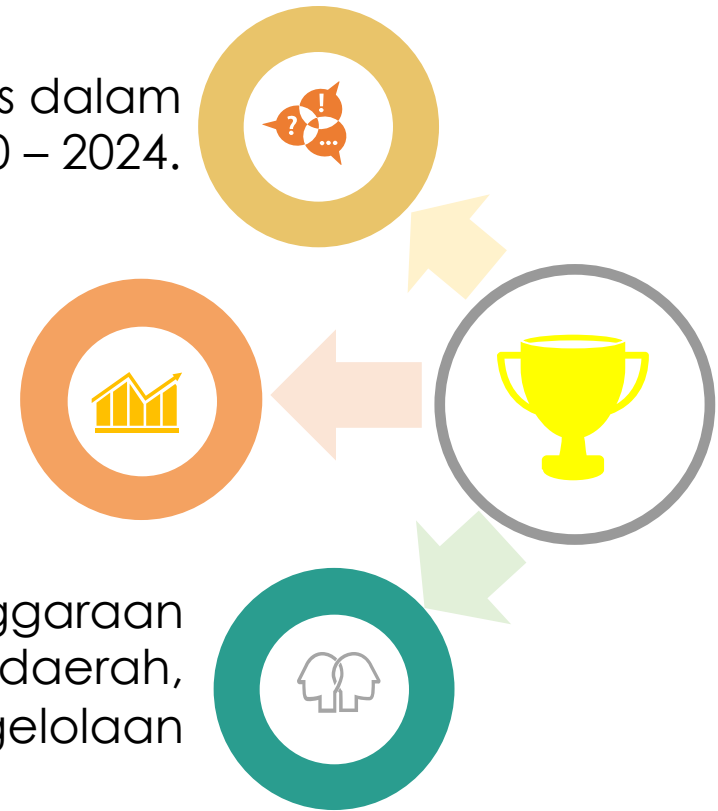 s dalam
0 – 2024.
ggaraan
daerah,
gelolaan